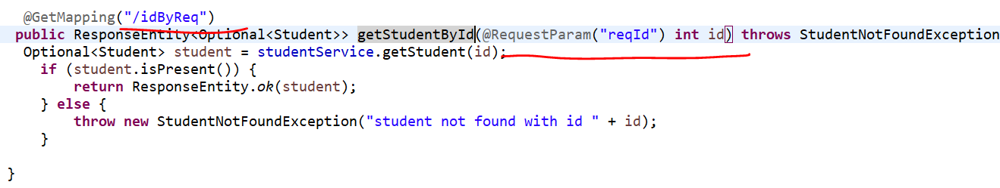 @GetMapping("/idByReq")
public ResponseEntity<Optional<Student>> getStudentById(@RequestParam("reqId") int id) throws StudentNotFoundException
Optional<Student> student = studentService.getStudent(id);
if (student.isPresent()) {
return ResponseEntity.ok(student);
} else {
throw new StudentNotFoundException("student not found with id " + id);
}
}